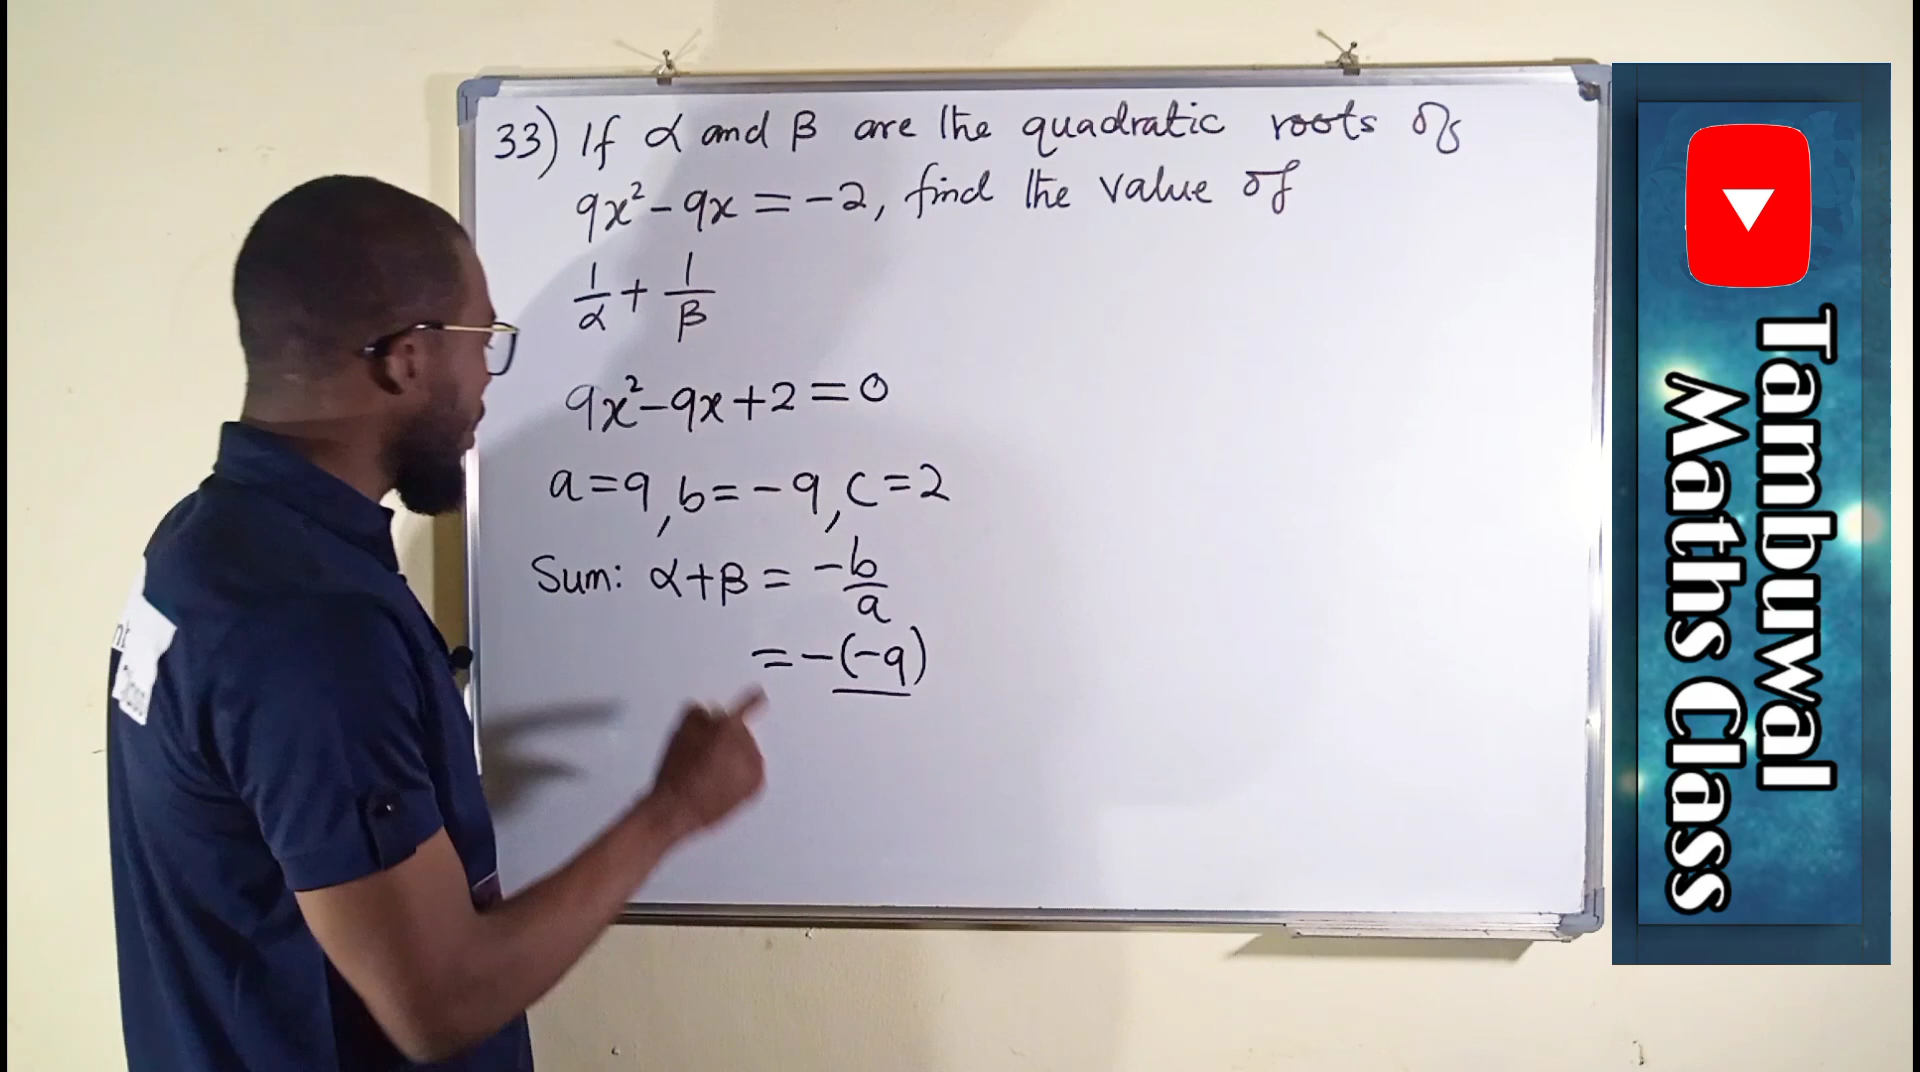 33) If α and β are the quadratic roots of
9x² - 9x = -2, find the value of
1/α + 1/β
9x² - 9x + 2 = 0
a = 9, b = -9, c = 2
Sum: α + β = -b/a
= -(-9)
Tambuwal
Maths Class